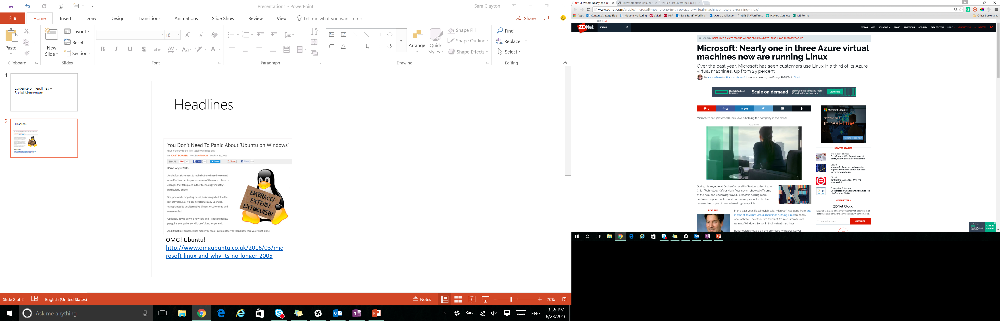 Presentation1 - PowerPoint
Sara Clayton
File
Home
Insert
Draw
Design
Transitions
Animations
Slide Show
Review
View
Tell me what you want to do
Share
Paste
Clipboard
New
Slide
Layout
Reset
Section
Slides
18
B I U S abc AV Aa A
Font
Paragraph
Arrange
Quick
Styles
Shape Fill
Shape Outline
Shape Effects
Drawing
Find
Replace
Select
Editing
1
Evidence of Headlines +
Social Momentum
2
Headlines
Headlines
You Don't Need To Panic About 'Ubuntu on Windows'
(But it's okay to be, like, totally weirded out)
BY SCOTT BOUVIER UNDER OPINION MARCH 31, 2016
SHARE G+1 47 Like Tweet Share Share 45
It's no longer 2005.
An obvious statement to make but one I need to remind
myself of in order to process some of the more …bizarre
changes that take place in the "technology industry",
particularly of late.
See, personal computing hasn't just changed a lot in the
last 10 years. No: it's been systematically upended,
transplanted to an alternative dimension, atomised and
reassembled.
Up is now down, down is now left, and —shock to fellow
penguins everywhere— Microsoft is no longer evil.
And if that last sentence has made you recoil in violent terror then know this: you're not alone.
EMBRACE!
EXTEND!
EXTINGUISH!
OMG! Ubuntu!
http://www.omgubuntu.co.uk/2016/03/mic
rosoft-linux-and-why-its-no-longer-2005
Slide 2 of 2
English (United States)
Notes
70%
Ask me anything
ENG
3:35 PM
6/23/2016
Microsoft: Nearly one in t
Microsoft offers Linux cer
TN Red Hat Enterprise Linux
www.zdnet.com/article/microsoft-nearly-one-in-three-azure-virtual-machines-now-are-running-linux/
Apps
Content Strategy Blog
Modern Marketing
Safari
HBR
Sara & JMP Working
Azure Challenge
GITSEA WordPress
PixMob Connect
MS Forms
Other bookmarks
EDITION: US
ZDNet
SEARCH
VIDEOS CXO WINDOWS 10 CLOUD INNOVATION SECURITY DATA CENTERS MORE NEWSLETTERS ALL WRITERS
MUST READ INSIDE IBM'S PLAN TO BECOME A CLOUD BROKER AND EVEN RESELL AWS, MICROSOFT AZURE
Microsoft: Nearly one in three Azure virtual
machines now are running Linux
Over the past year, Microsoft has seen customers use Linux in a third of its Azure
virtual machines, up from 25 percent.
By Mary Jo Foley for All About Microsoft | June 21, 2016 -- 17:32 GMT (10:32 PDT) | Topic: Cloud
Hewlett Packard
Enterprise
Scale on demand
Start with the company that's
#1 in cloud infrastructure.
Learn More
5
155
in 389
Microsoft's self-professed Linux love is helping the company in the cloud.
ADVERTISING
Microsoft Cloud
Now we do it
in real-time.
Expand to see how
RELATED STORIES
Internet of Things
C3 IoT lands U.S. Department of
State, utility ENGIE as customers
Cloud
Microsoft, Amazon both receive
highest FedRAMP status for their
government clouds
Cloud
Twilio IPO launches: Why it's
successful
Enterprise Software
Cornerstone OnDemand revamps HR
platform for SMBs
During his keynote at DockerCon 2016 in Seattle today, Azure
Chief Technology Officer Mark Russinovich showed off some
of the new and upcoming ways Microsoft is adding more
container support to its cloud and server products. He also
revealed a couple of new interesting datapoints.
READ THIS
In the past year, Russinovich said, Microsoft has gone from one
in four of its Azure virtual machines running Linux to nearly
one in three. The other two thirds of Azure customers are
running Windows Server in their virtual machines.
Russinovich showed off the promised Windows Server
NEWSLETTERS
ZDNet Cloud
Stay up to date on the evolving Internet ecosystem of
software and hardware services known as the Cloud
Your email address
SUBSCRIBE
Hewlett Packard
Enterprise
Click to
expand